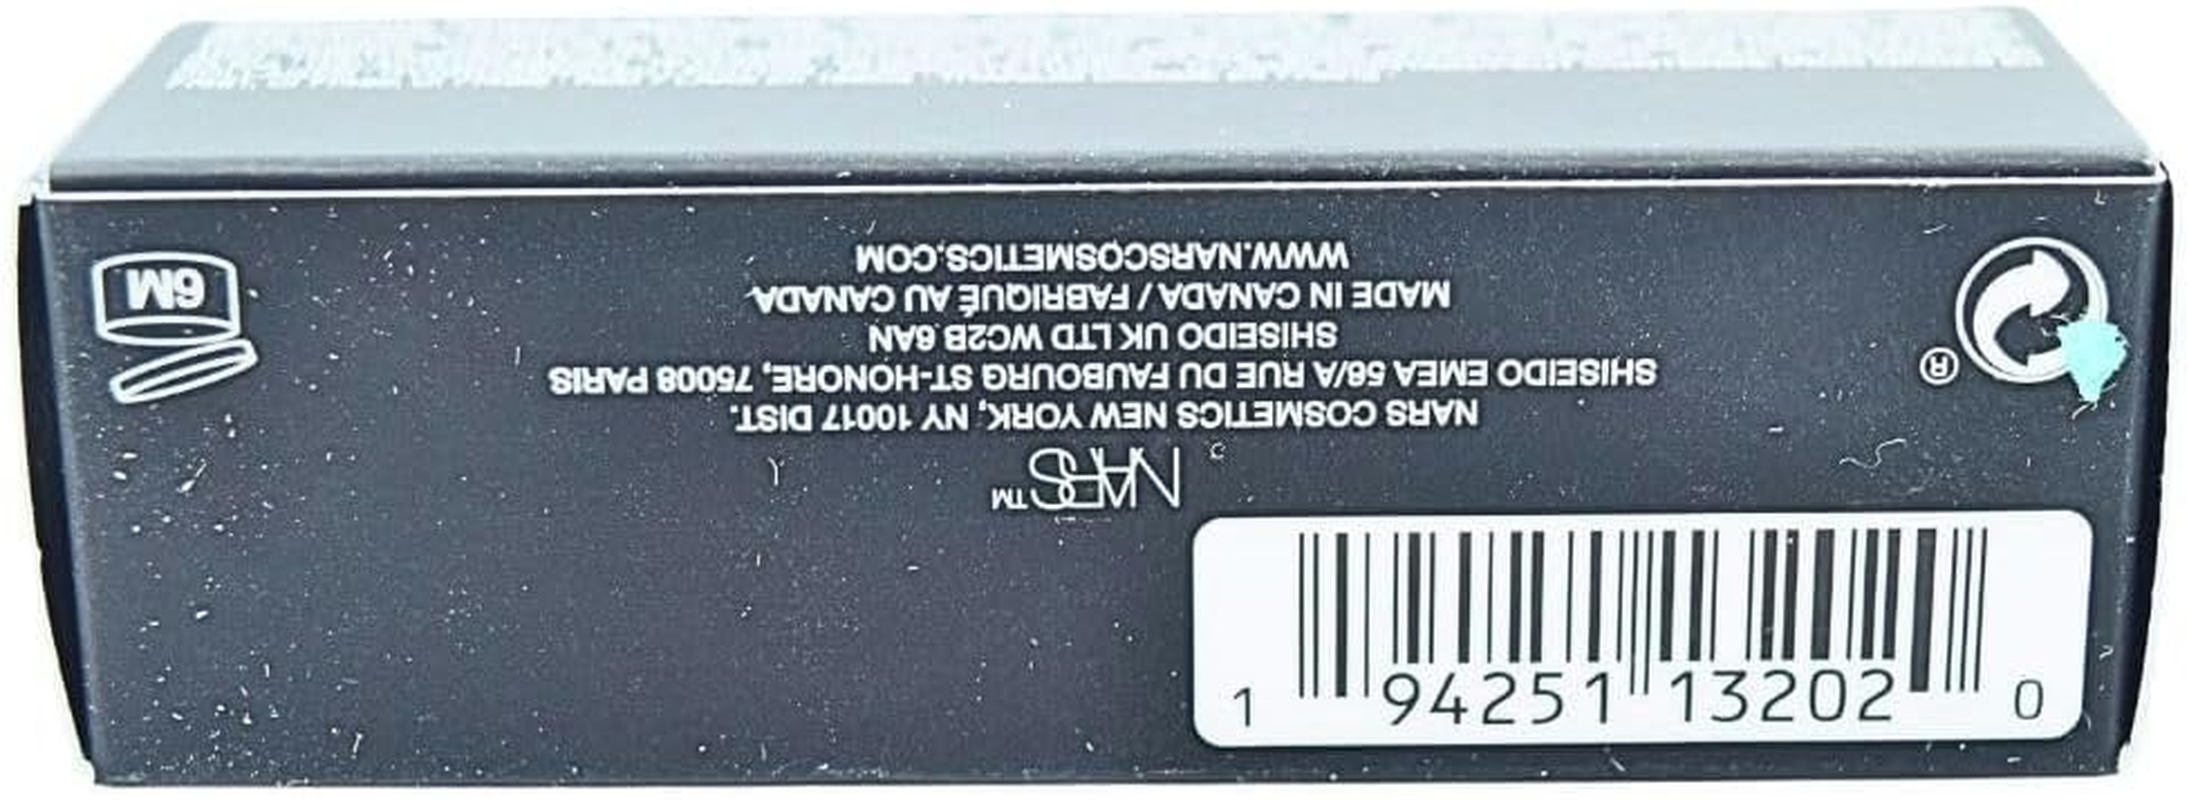 NARS™
NARS COSMETICS NEW YORK, NY 10017 DIST.
SHISEIDO EMEA 56/A RUE DU FAUBOURG ST-HONORE, 75008 PARIS
SHISEIDO UK LTD WC2B 6AN
MADE IN CANADA / FABRIQUÉ AU CANADA
WWW.NARSCOSMETICS.COM
6M
®
1 94251 13202 0